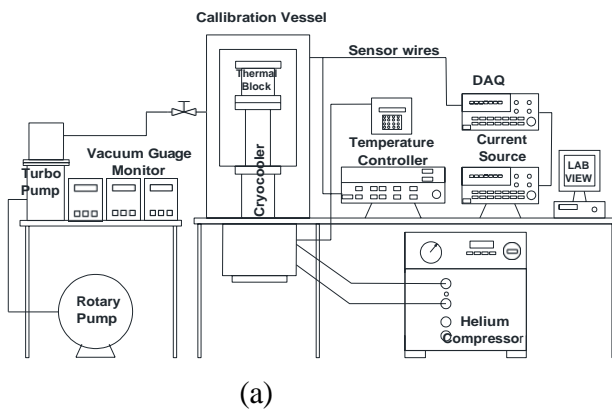 Callibration Vessel
Sensor wires
DAQ
Thermal
Block
Temperature
Controller
Current
Source
LAB
VIEW
Vacuum Guage
Monitor
Turbo
Pump
Cryocooler
Rotary
Pump
Helium
Compressor
(a)